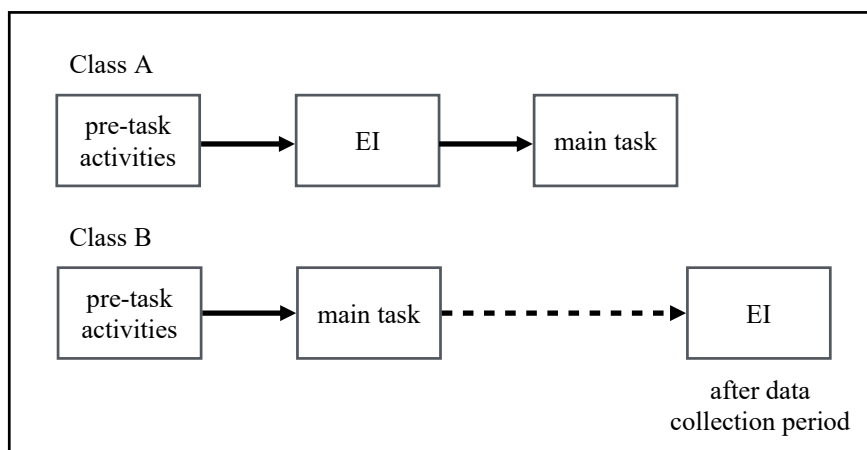 Class A
pre-task
activities
EI
main task
Class B
pre-task
activities
main task
EI
after data
collection period